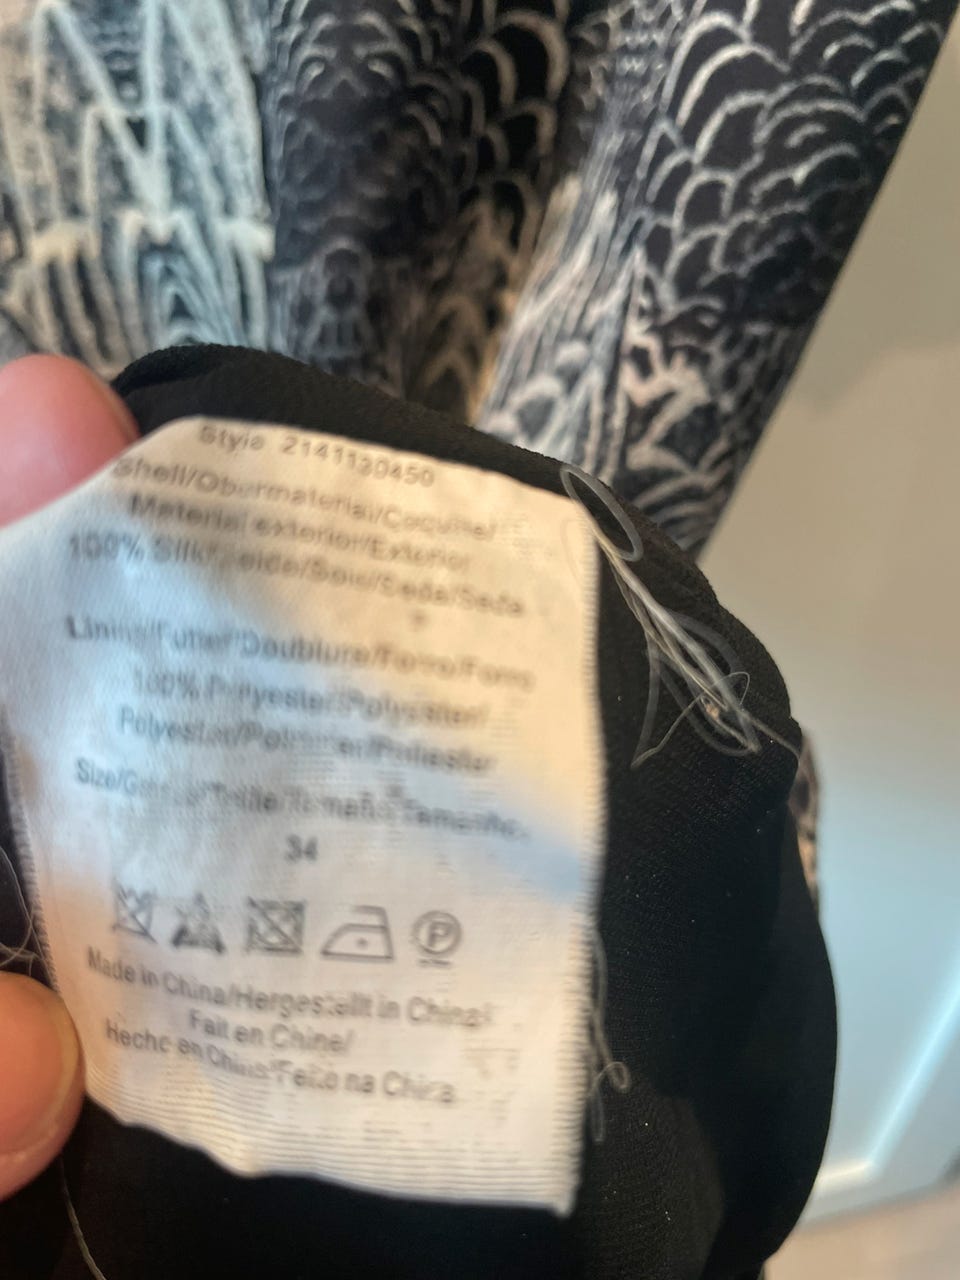 Style 2141130450
Shell/Obermaterial/Coquille/
Material exterior/Exterior
100% Silk/Seide/Soie/Seda/Seda
Lining/Futter/Doublure/Forro/Forro
100% Polyester/Polyester/
Polyester/Poliester/Poliester
Size/Grösse/Taille/Tamaño/Tamanho
34
P
Made in China/Hergestellt in China/
Fait en Chine/
Hecho en China/Feito na China